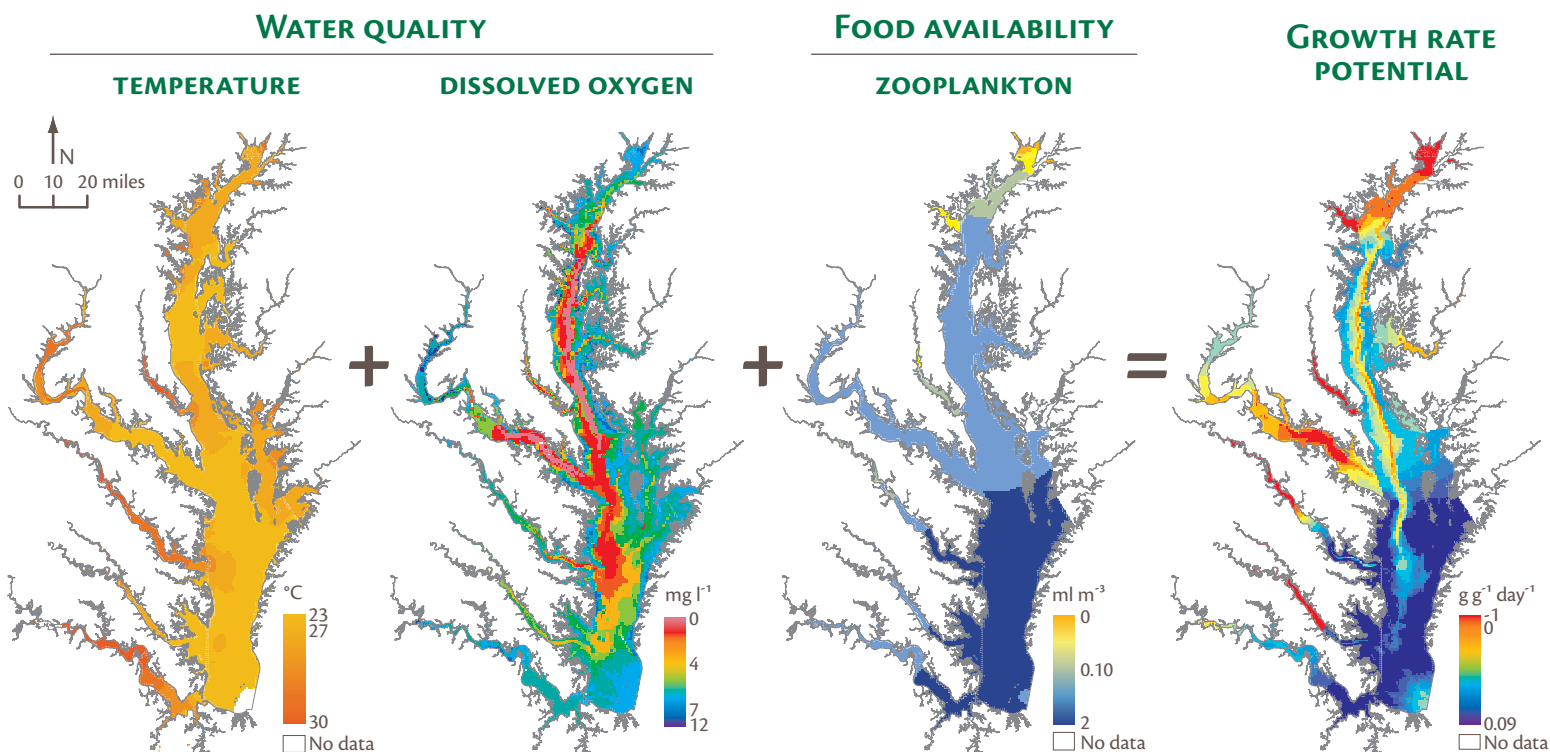 WATER QUALITY
FOOD AVAILABILITY
GROWTH RATE
POTENTIAL
TEMPERATURE
DISSOLVED OXYGEN
ZOOPLANKTON
N
0 10 20 miles
+
+
=
°C
23
27
30
No data
mg l⁻¹
0
4
7
12
ml m⁻³
0
0.10
2
No data
g g⁻¹ day⁻¹
-1
0
0.09
No data